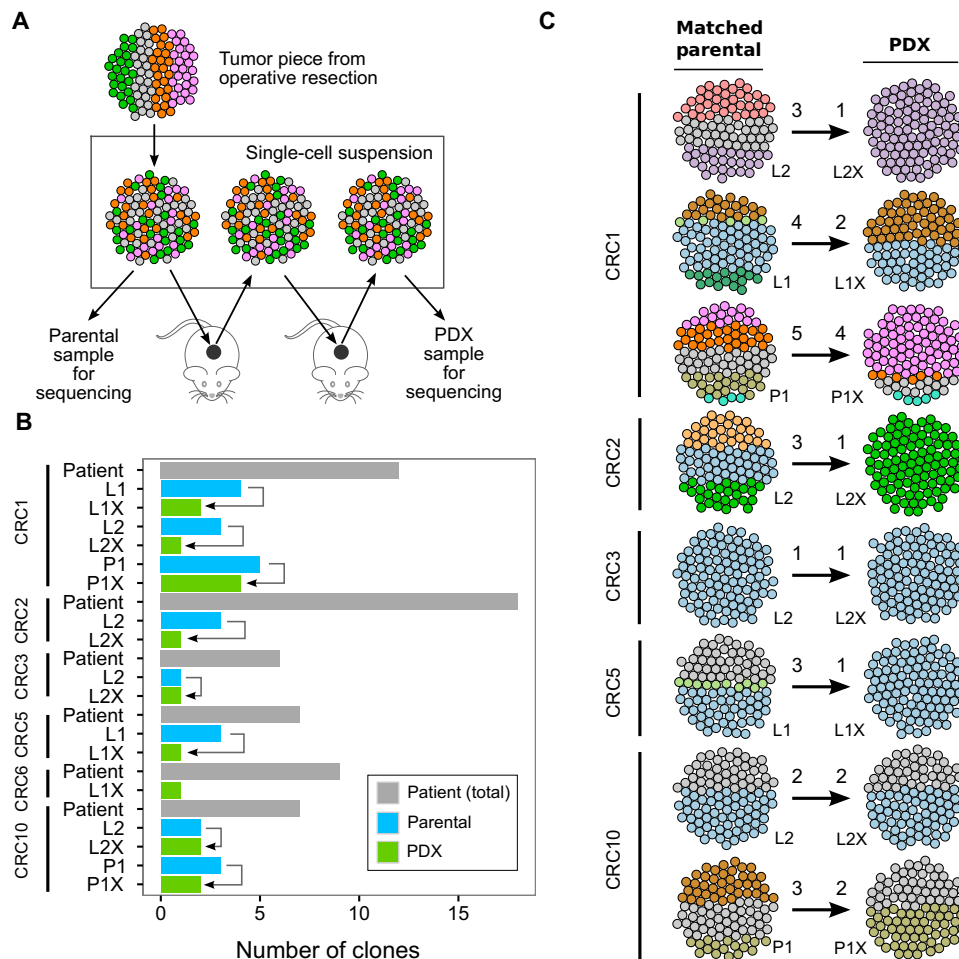 A
Tumor piece from
operative resection
Single-cell suspension
Parental
sample
for
sequencing
PDX
sample
for
sequencing
B
CRC1
Patient
L1
L1X
L2
L2X
P1
P1X
CRC2
Patient
L2
L2X
CRC3
Patient
L2
L2X
CRC5
Patient
L1
L1X
CRC6
Patient
L1X
CRC10
Patient
L2
L2X
P1
P1X
Patient (total)
Parental
PDX
0 5 10 15
Number of clones
C
Matched
parental
PDX
CRC1
3 1
L2 L2X
4 2
L1 L1X
5 4
P1 P1X
CRC2
3 1
L2 L2X
CRC3
1 1
L2 L2X
CRC5
3 1
L1 L1X
CRC10
2 2
L2 L2X
3 2
P1 P1X